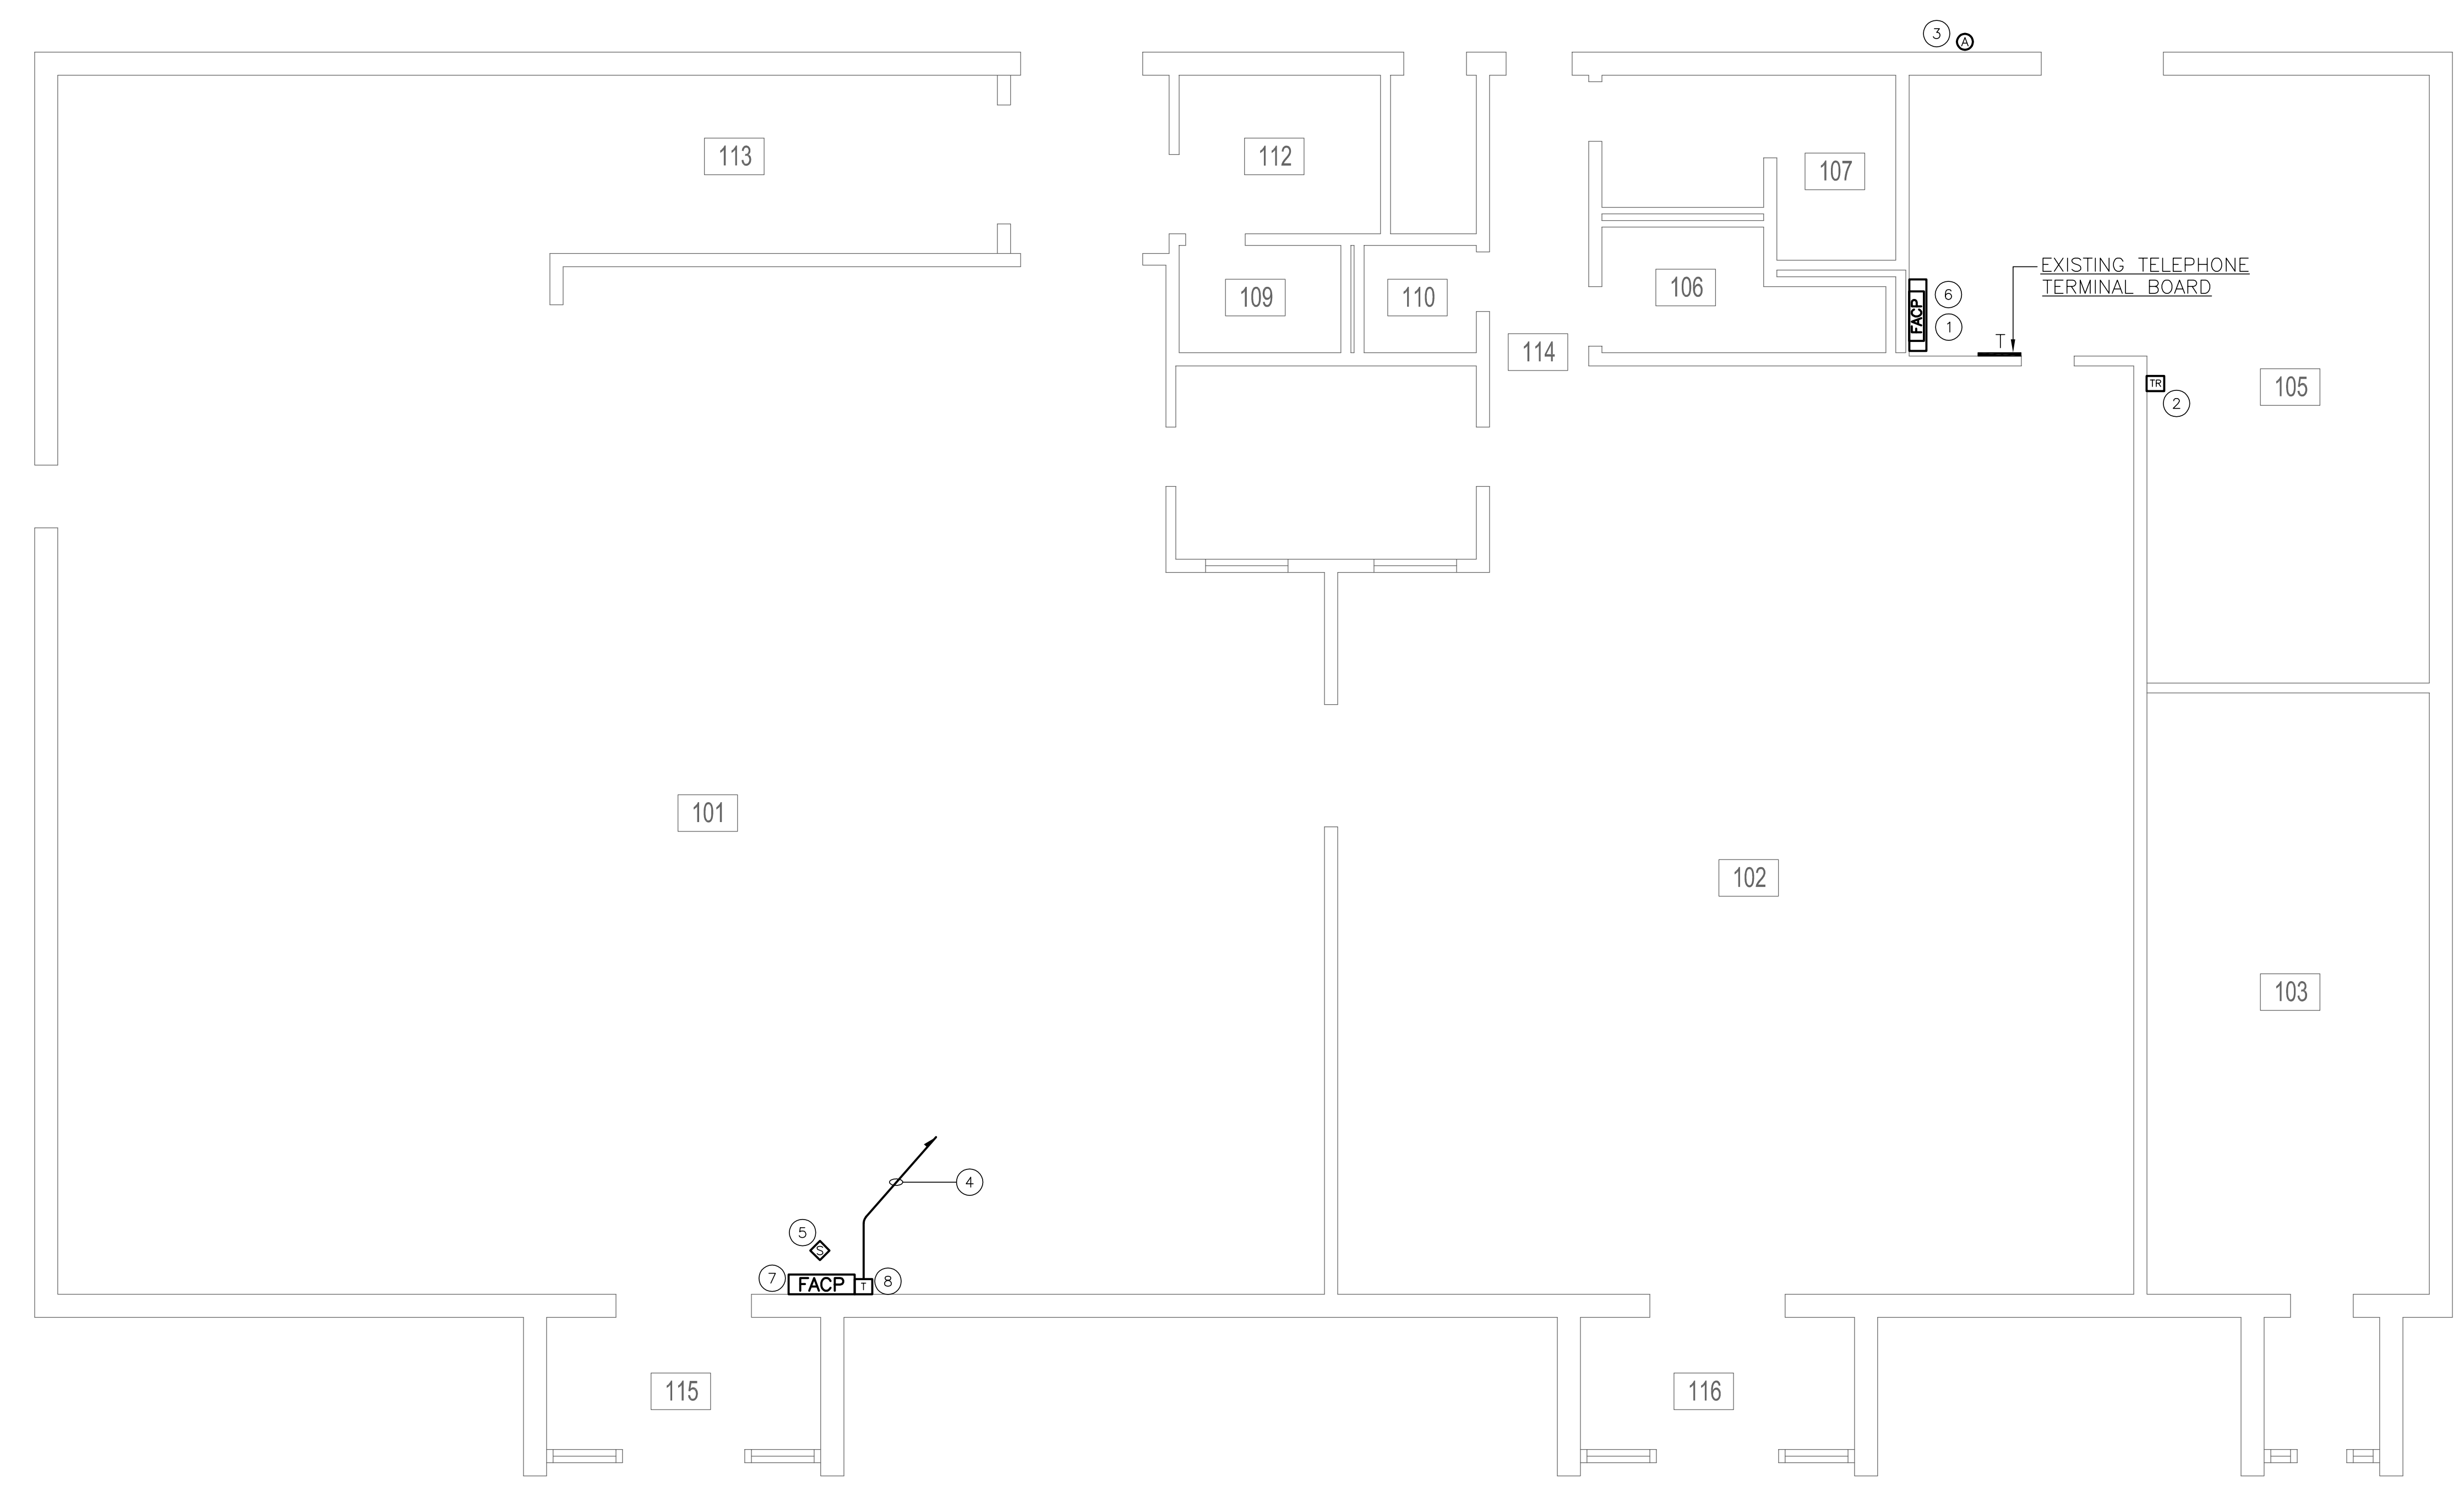 3
A
113
112
107
EXISTING TELEPHONE
TERMINAL BOARD
109
110
106
FACP
6
1
T
114
TR
2
105
101
102
103
4
5
S
7
FACP
T
8
115
116